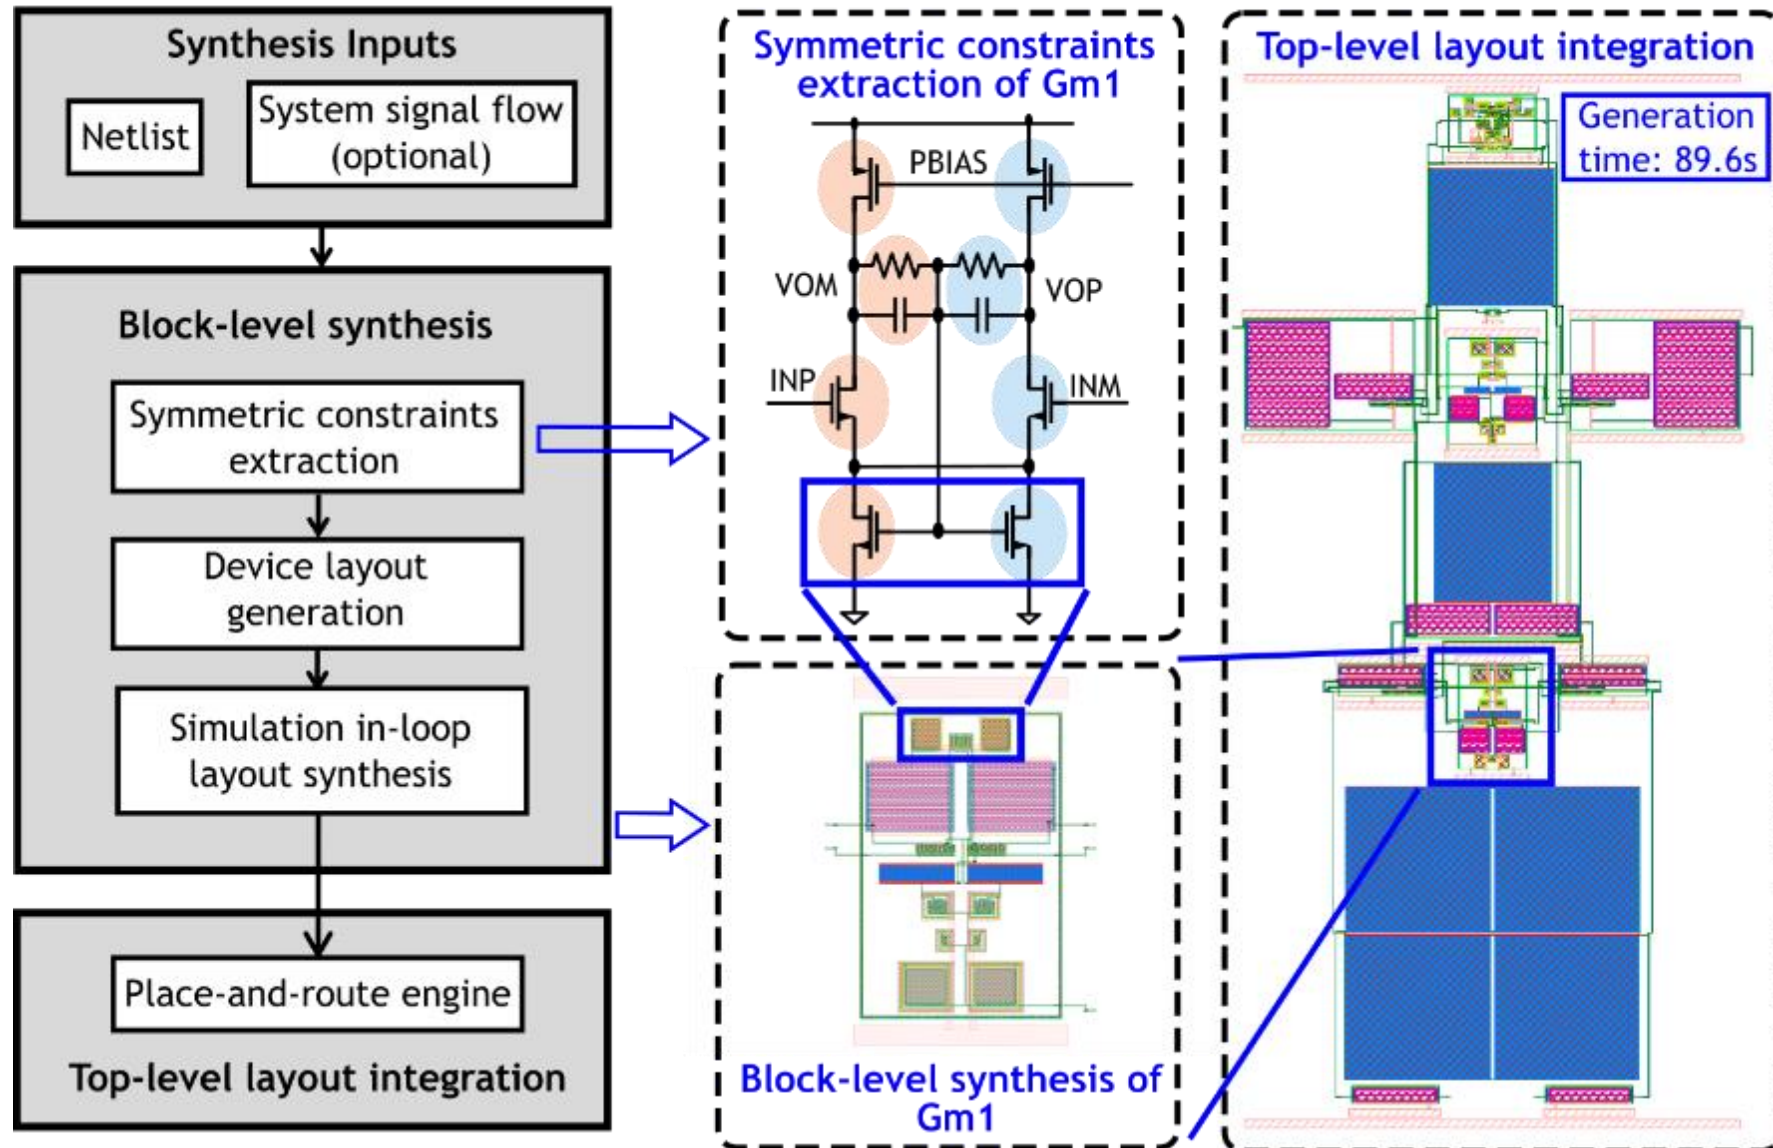 Synthesis Inputs
Netlist
System signal flow
(optional)
Block-level synthesis
Symmetric constraints
extraction
Device layout
generation
Simulation in-loop
layout synthesis
Place-and-route engine
Top-level layout integration
Symmetric constraints
extraction of Gm1
PBIAS
VOM
VOP
INP
INM
Block-level synthesis of
Gm1
Top-level layout integration
Generation
time: 89.6s